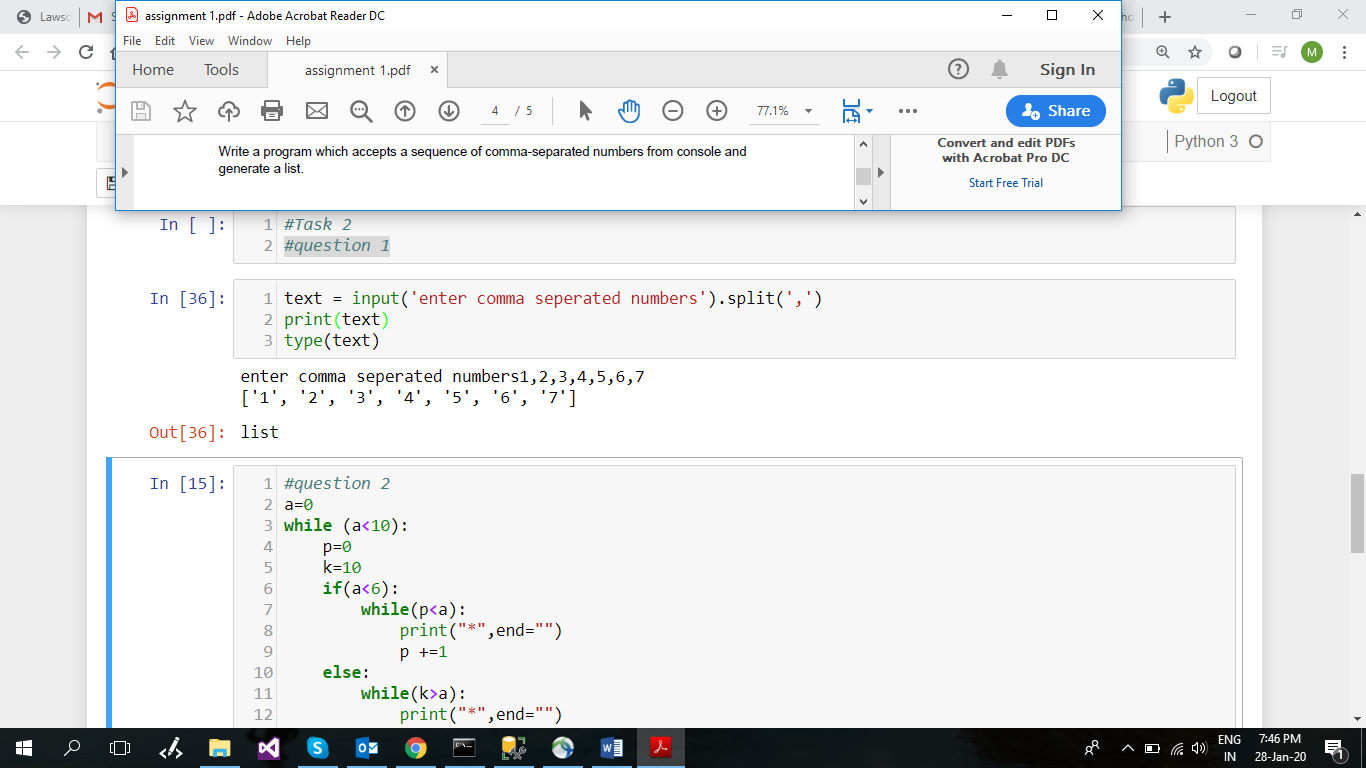 Lawsc
assignment 1.pdf - Adobe Acrobat Reader DC
File Edit View Window Help
Home Tools assignment 1.pdf × Sign In
4 / 5 77.1% Share
M
Logout
Python 3
Write a program which accepts a sequence of comma-separated numbers from console and
generate a list.
Convert and edit PDFs
with Acrobat Pro DC
Start Free Trial
In [ ]:
1 #Task 2
2 #question 1
In [36]:
1 text = input('enter comma seperated numbers').split(',')
2 print(text)
3 type(text)
enter comma seperated numbers1,2,3,4,5,6,7
['1', '2', '3', '4', '5', '6', '7']
Out[36]: list
In [15]:
1 #question 2
2 a=0
3 while (a<10):
4 p=0
5 k=10
6 if(a<6):
7 while(p<a):
8 print("*",end="")
9 p +=1
10 else:
11 while(k>a):
12 print("*",end="")
ENG
IN
7:46 PM
28-Jan-20
1